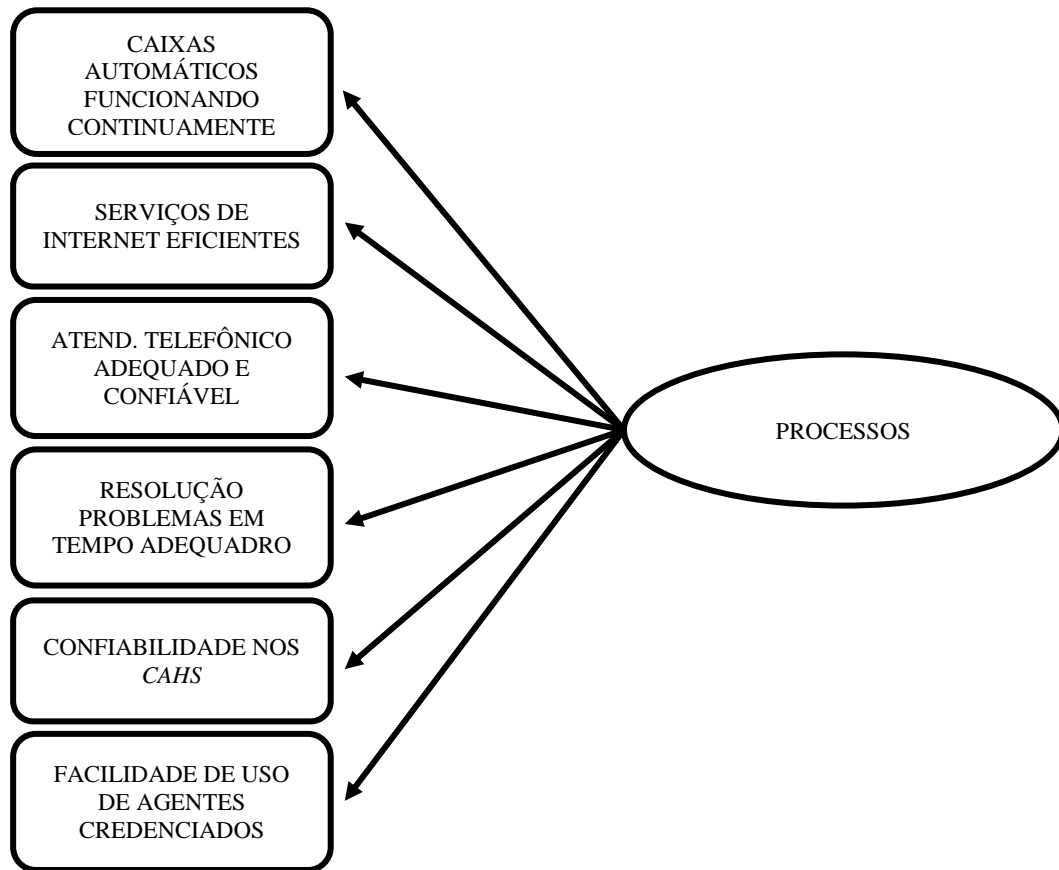 CAIXAS
AUTOMÁTICOS
FUNCIONANDO
CONTINUAMENTE
SERVIÇOS DE
INTERNET EFICIENTES
ATEND. TELEFÔNICO
ADEQUADO E
CONFIÁVEL
RESOLUÇÃO
PROBLEMAS EM
TEMPO ADEQUADRO
CONFIABILIDADE NOS
CAHS
FACILIDADE DE USO
DE AGENTES
CREDENCIADOS
PROCESSOS